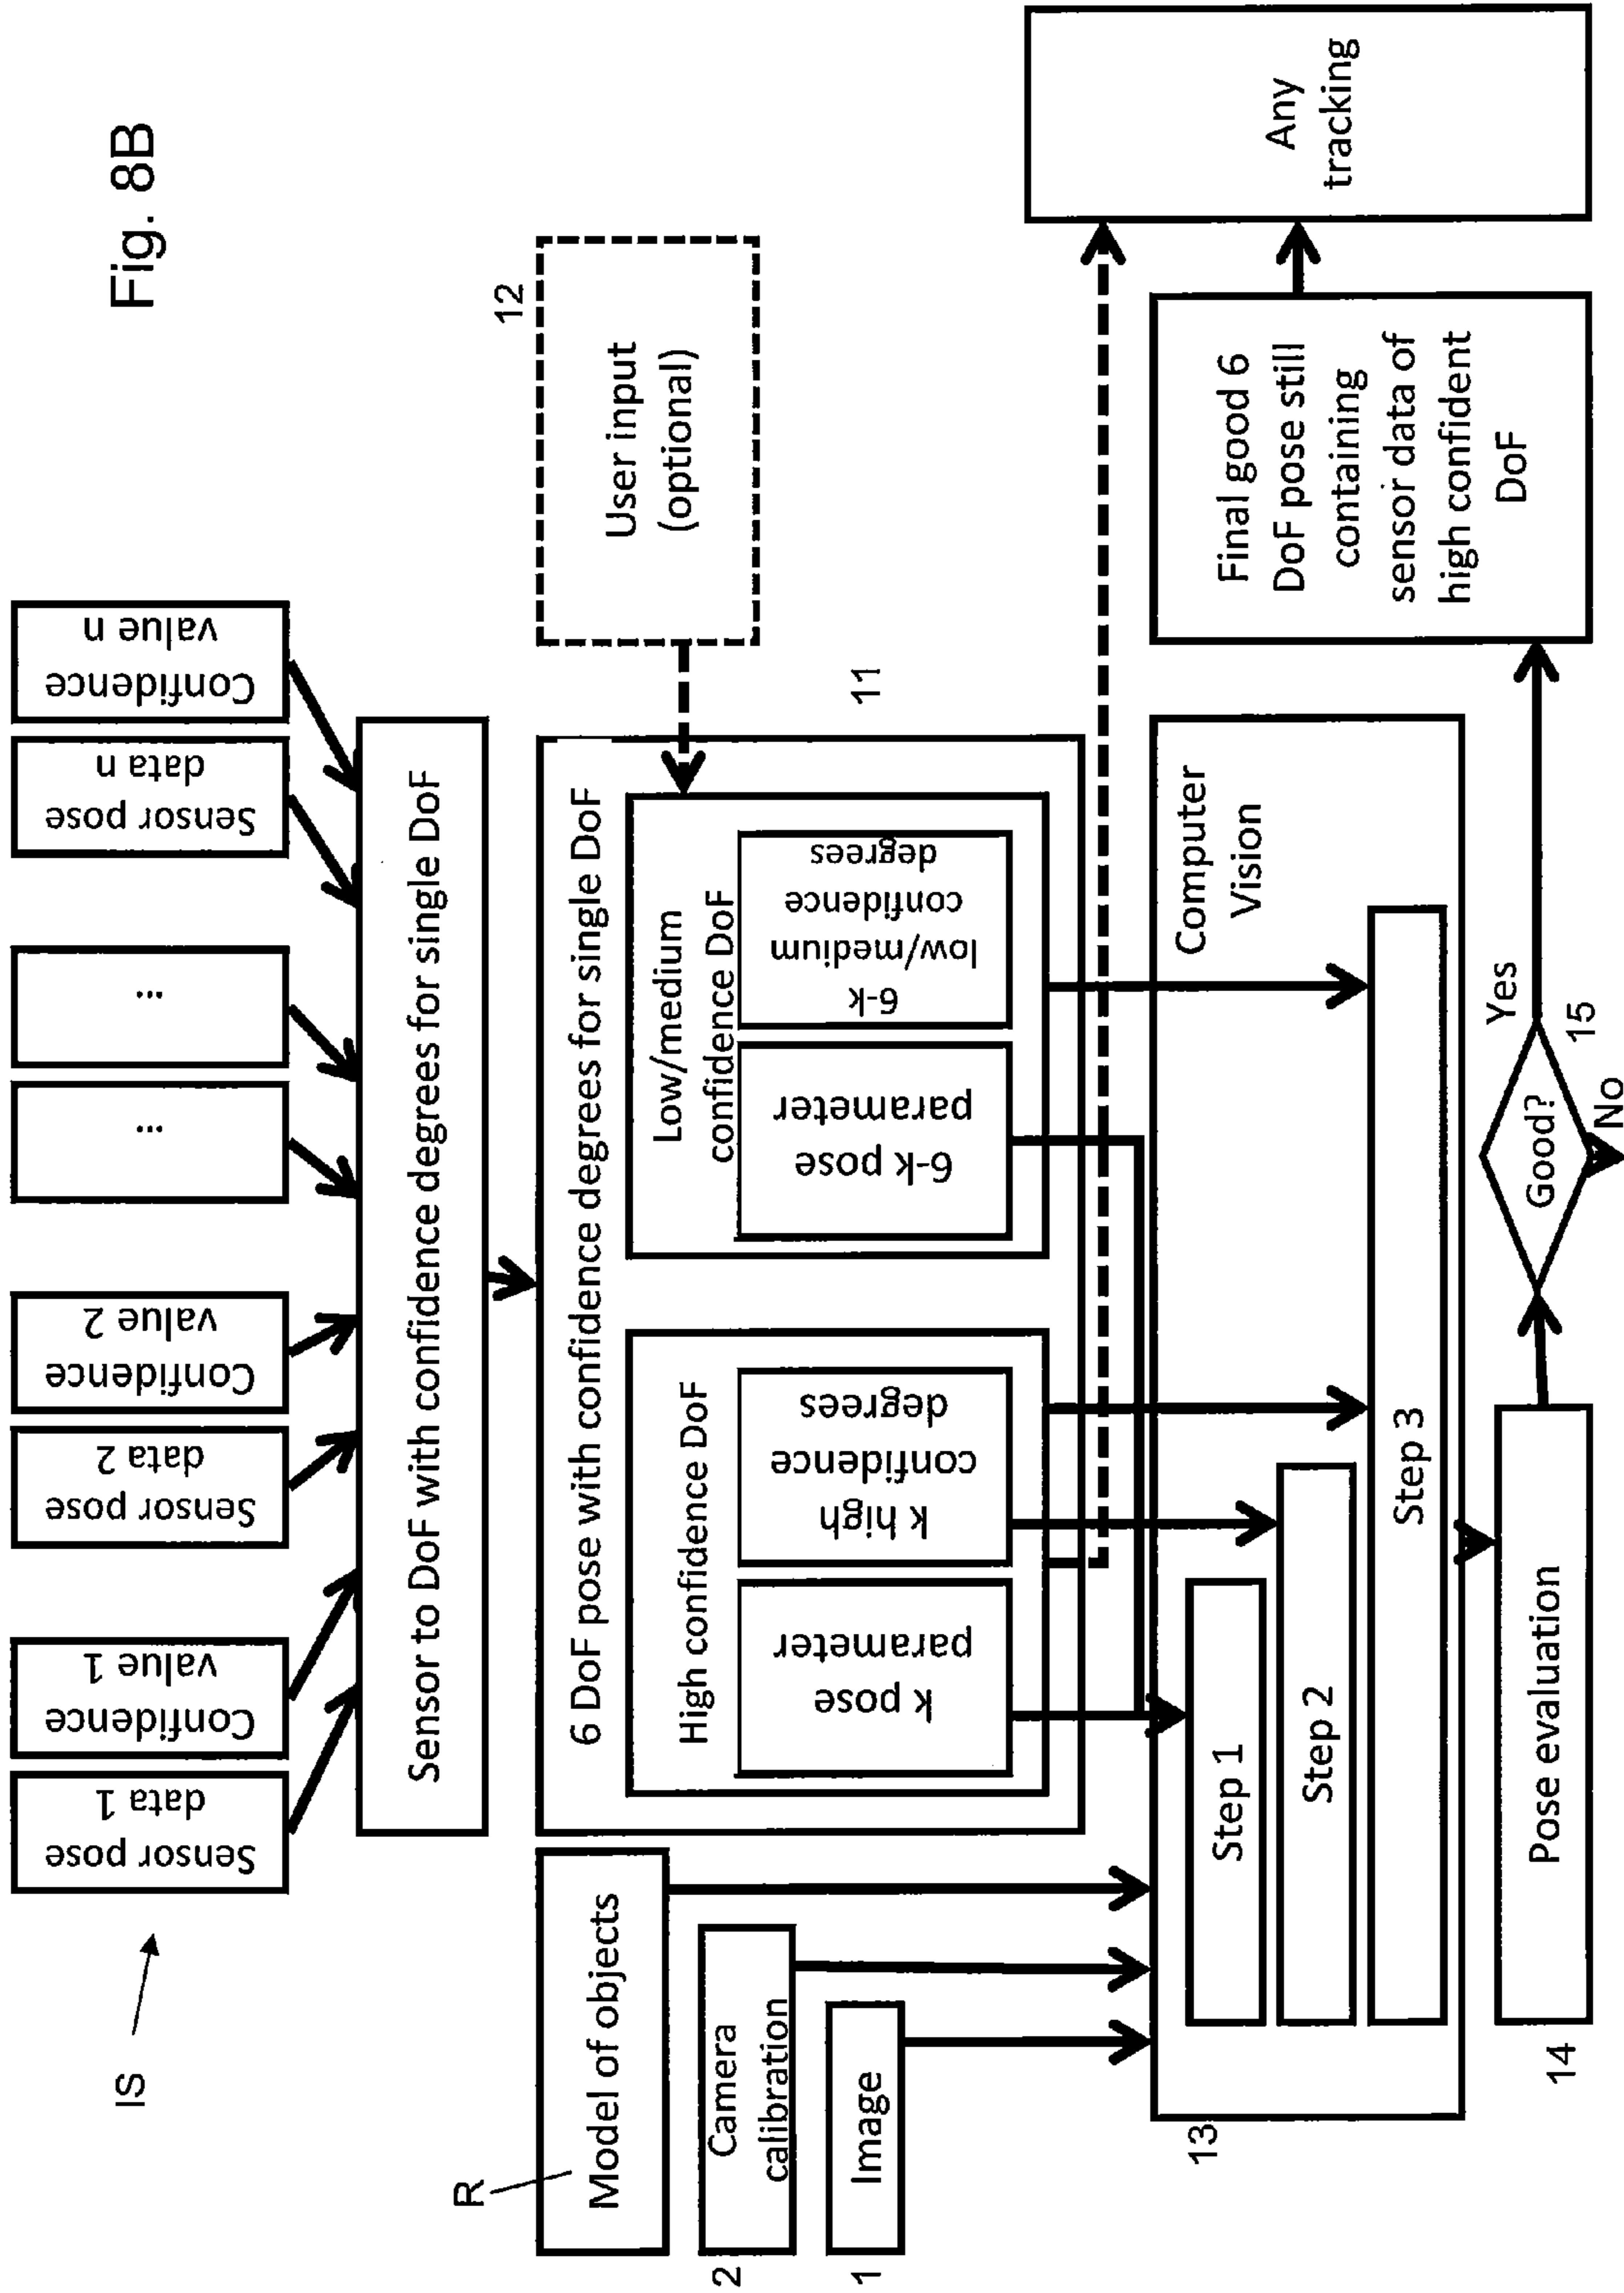 Fig. 8B
IS
Sensor pose
data 1
Confidence
value 1
Sensor pose
data 2
Confidence
value 2
...
...
Sensor pose
data n
Confidence
value n
Sensor to DoF with confidence degrees for single DoF
R
Model of objects
2
Camera
calibration
1
Image
6 DoF pose with confidence degrees for single DoF
11
High confidence DoF
k pose
parameter
k high
confidence
degrees
Low/medium
confidence DoF
6-k pose
parameter
6-k
low/medium
confidence
degrees
12
User input
(optional)
13
Computer
Vision
Step 1
Step 2
Step 3
14
Pose evaluation
Good?
15
Yes
No
Final good 6
DoF pose still
containing
sensor data of
high confident
DoF
Any
tracking